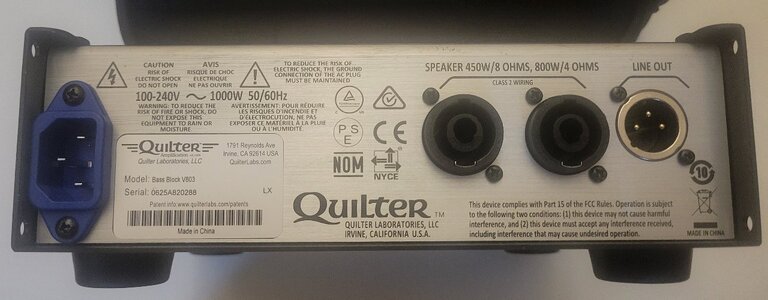 CAUTION
RISK OF
ELECTRIC SHOCK
DO NOT OPEN
AVIS
RISQUE DE CHOC
ELECTRIQUE
NE PAS OUVRIR
TO REDUCE THE RISK OF
ELECTRIC SHOCK, THE GROUND
CONNECTION OF THE AC PLUG
MUST BE MAINTAINED
100-240V ~ 1000W 50/60Hz
WARNING: TO REDUCE THE
RISK OF FIRE OR SHOCK, DO
NOT EXPOSE THIS
EQUIPMENT TO RAIN OR
MOISTURE
AVERTISSEMENT: POUR RÉDUIRE
LES RISQUES D'INCENDIE ET
D'ÉLECTROCUTION, NE PAS
EXPOSER CE MATÉRIEL À LA PLUIE
OU À L'HUMIDITÉ
QUILTER
Amplification
Quilter Laboratories, LLC
1791 Reynolds Ave
Irvine, CA 92614 USA
QuilterLabs.com
Model: Bass Block V803
Serial: 0625A820288
LX
Patent info:www.quilterlabs.com/patents
Made in China
PS
E
CE
NOM
NYCE
QUILTER TM
QUILTER LABORATORIES, LLC
IRVINE, CALIFORNIA U.S.A.
SPEAKER 450W/8 OHMS, 800W/4 OHMS
CLASS 2 WIRING
LINE OUT
10
This device complies with Part 15 of the FCC Rules. Operation is subject
to the following two conditions: (1) this device may not cause harmful
interference, and (2) this device must accept any interference received,
including interference that may cause undesired operation.
MADE IN CHINA